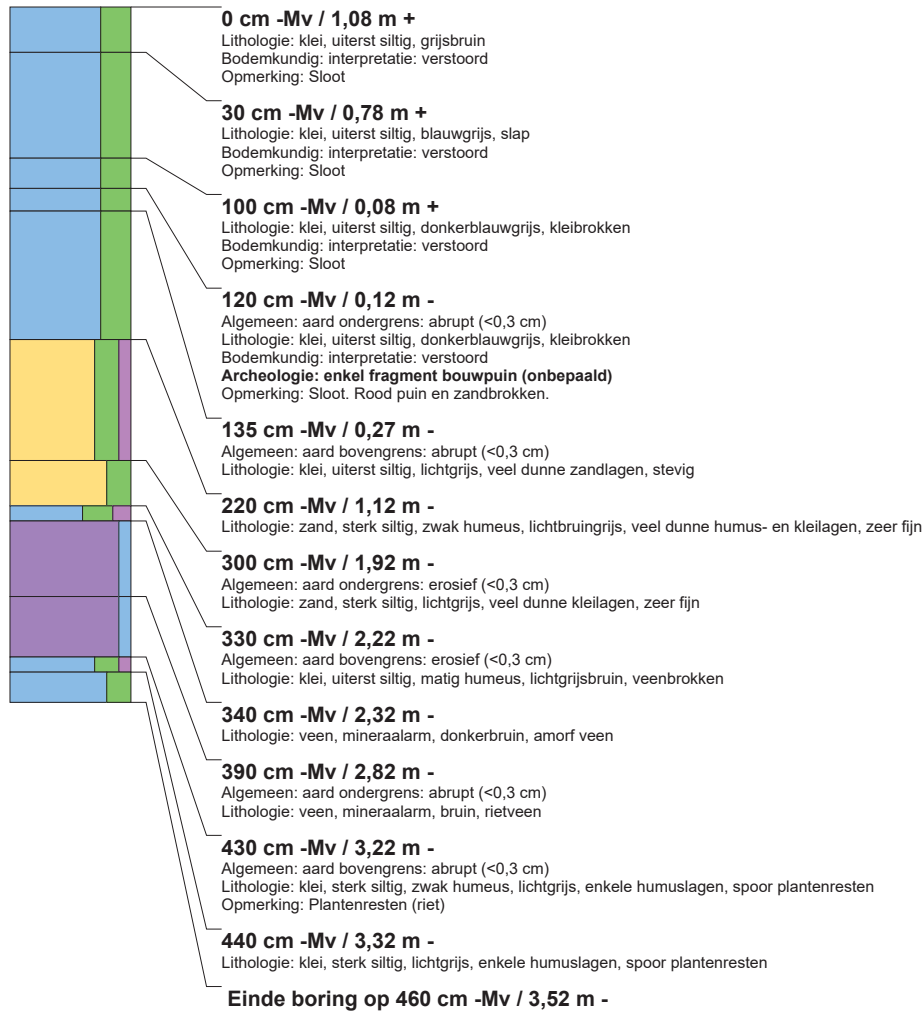 0 cm -Mv / 1,08 m +
Lithologie: klei, uiterst siltig, grijsbruin
Bodemkundig: interpretatie: verstoord
Opmerking: Sloot
30 cm -Mv / 0,78 m +
Lithologie: klei, uiterst siltig, blauwgrijs, slap
Bodemkundig: interpretatie: verstoord
Opmerking: Sloot
100 cm -Mv / 0,08 m +
Lithologie: klei, uiterst siltig, donkerblauwgrijs, kleibrokken
Bodemkundig: interpretatie: verstoord
Opmerking: Sloot
120 cm -Mv / 0,12 m -
Algemeen: aard ondergrens: abrupt (<0,3 cm)
Lithologie: klei, uiterst siltig, donkerblauwgrijs, kleibrokken
Bodemkundig: interpretatie: verstoord
Archeologie: enkel fragment bouwpuin (onbepaald)
Opmerking: Sloot. Rood puin en zandbrokken.
135 cm -Mv / 0,27 m -
Algemeen: aard bovengrens: abrupt (<0,3 cm)
Lithologie: klei, uiterst siltig, lichtgrijs, veel dunne zandlagen, stevig
220 cm -Mv / 1,12 m -
Lithologie: zand, sterk siltig, zwak humeus, lichtbruingrijs, veel dunne humus- en kleilagen, zeer fijn
300 cm -Mv / 1,92 m -
Algemeen: aard ondergrens: erosief (<0,3 cm)
Lithologie: zand, sterk siltig, lichtgrijs, veel dunne kleilagen, zeer fijn
330 cm -Mv / 2,22 m -
Algemeen: aard bovengrens: erosief (<0,3 cm)
Lithologie: klei, uiterst siltig, matig humeus, lichtgrijsbruin, veenbrokken
340 cm -Mv / 2,32 m -
Lithologie: veen, mineraalarm, donkerbruin, amorf veen
390 cm -Mv / 2,82 m -
Algemeen: aard ondergrens: abrupt (<0,3 cm)
Lithologie: veen, mineraalarm, bruin, rietveen
430 cm -Mv / 3,22 m -
Algemeen: aard bovengrens: abrupt (<0,3 cm)
Lithologie: klei, sterk siltig, zwak humeus, lichtgrijs, enkele humuslagen, spoor plantenresten
Opmerking: Plantenresten (riet)
440 cm -Mv / 3,32 m -
Lithologie: klei, sterk siltig, lichtgrijs, enkele humuslagen, spoor plantenresten
Einde boring op 460 cm -Mv / 3,52 m -